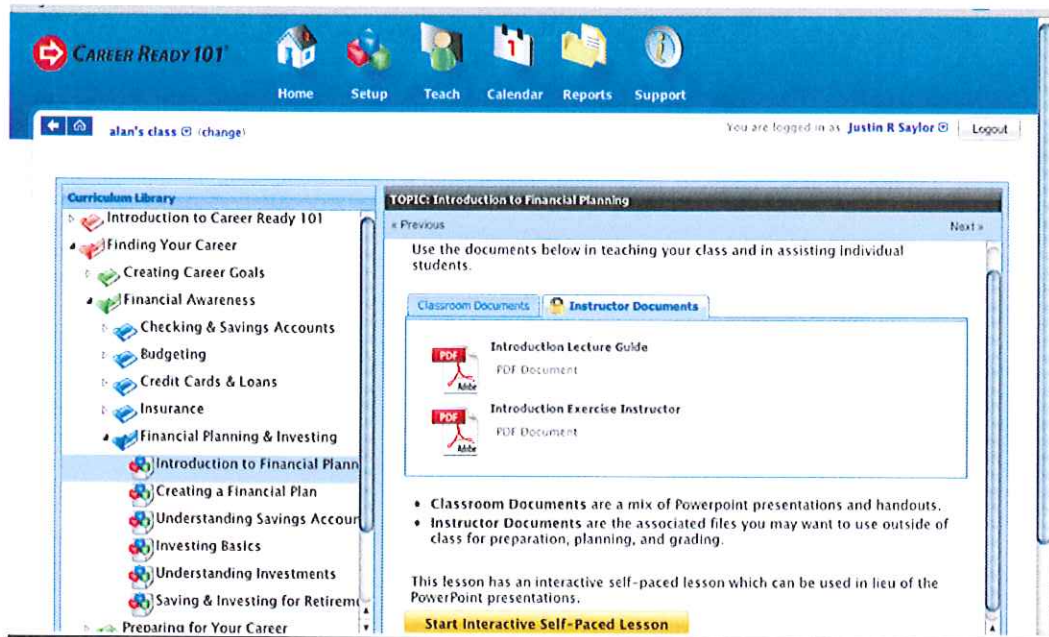 CAREER READY 101®
1
Home Setup Teach Calendar Reports Support
alan's class (change)
You are logged in as Justin R Saylor Logout
Curriculum Library
Introduction to Career Ready 101
Finding Your Career
Creating Career Goals
Financial Awareness
Checking & Savings Accounts
Budgeting
Credit Cards & Loans
Insurance
Financial Planning & Investing
Introduction to Financial Plann
Creating a Financial Plan
Understanding Savings Accour
Investing Basics
Understanding Investments
Saving & Investing for Retireme
Preparing for Your Career
TOPIC: Introduction to Financial Planning
« Previous Next »
Use the documents below in teaching your class and in assisting individual
students.
Classroom Documents Instructor Documents
PDF
Adobe
Introduction Lecture Guide
PDF Document
PDF
Adobe
Introduction Exercise Instructor
PDF Document
• Classroom Documents are a mix of Powerpoint presentations and handouts.
• Instructor Documents are the associated files you may want to use outside of
class for preparation, planning, and grading.
This lesson has an interactive self-paced lesson which can be used in lieu of the
PowerPoint presentations.
Start Interactive Self-Paced Lesson